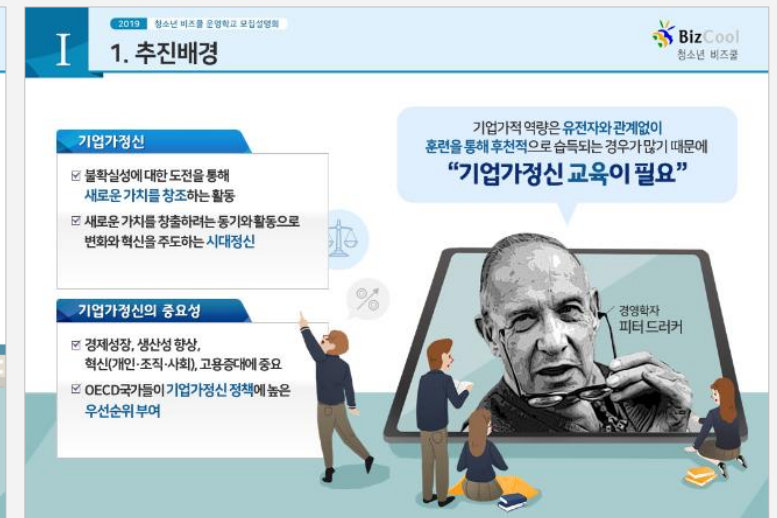 2019 청소년 비즈쿨 운영학교 모집설명회
I
1. 추진배경
BizCool
청소년 비즈쿨
기업가정신
불확실성에 대한 도전을 통해
새로운 가치를 창조하는 활동
새로운 가치를 창출하려는 동기와 활동으로
변화와 혁신을 주도하는 시대정신
기업가정신의 중요성
경제성장, 생산성 향상,
혁신(개인·조직·사회), 고용증대에 중요
OECD국가들이 기업가정신 정책에 높은
우선순위 부여
기업가적 역량은 유전자와 관계없이
훈련을 통해 후천적으로 습득되는 경우가 많기 때문에
“기업가정신 교육이 필요”
경영학자
피터 드러커